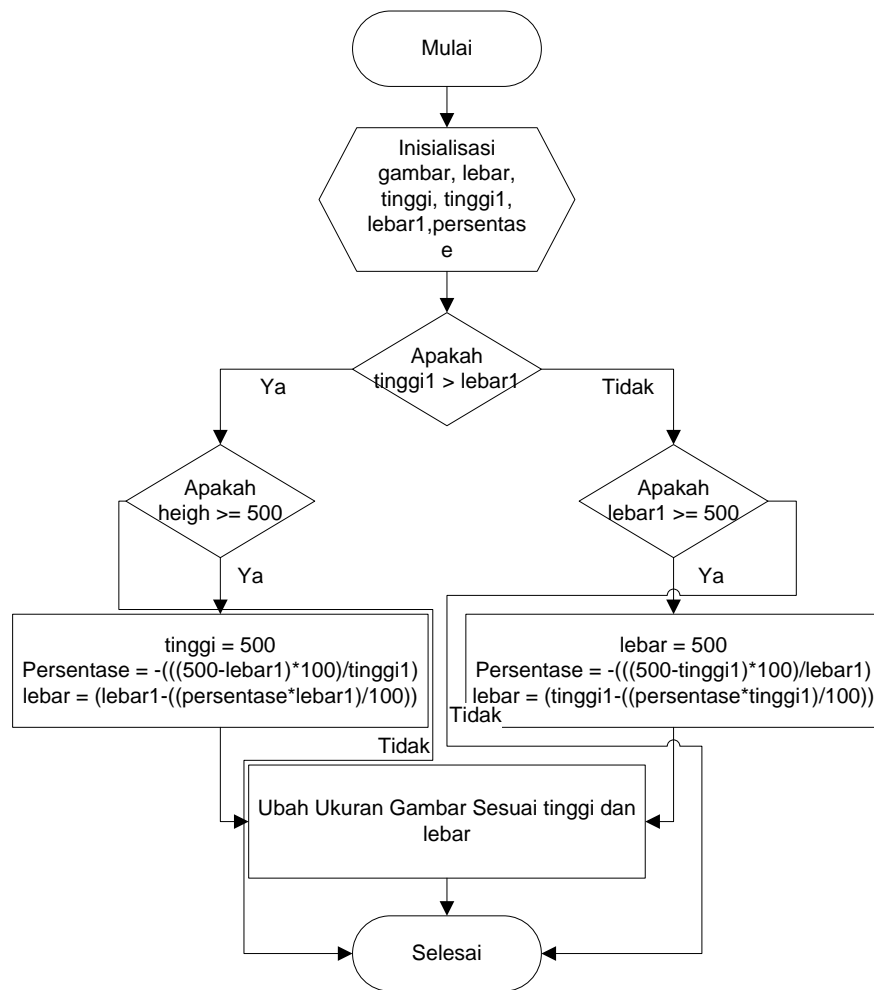 Mulai
Inisialisasi
gambar, lebar,
tinggi, tinggi1,
lebar1,persentas
e
Apakah
tinggi1 > lebar1
Ya
Tidak
Apakah
heigh >= 500
Apakah
lebar1 >= 500
Ya
Ya
tinggi = 500
Persentase = -(((500-lebar1)*100)/tinggi1)
lebar = (lebar1-((persentase*lebar1)/100))
lebar = 500
Persentase = -(((500-tinggi1)*100)/lebar1)
lebar = (tinggi1-((persentase*tinggi1)/100))
Tidak
Tidak
Ubah Ukuran Gambar Sesuai tinggi dan
lebar
Selesai